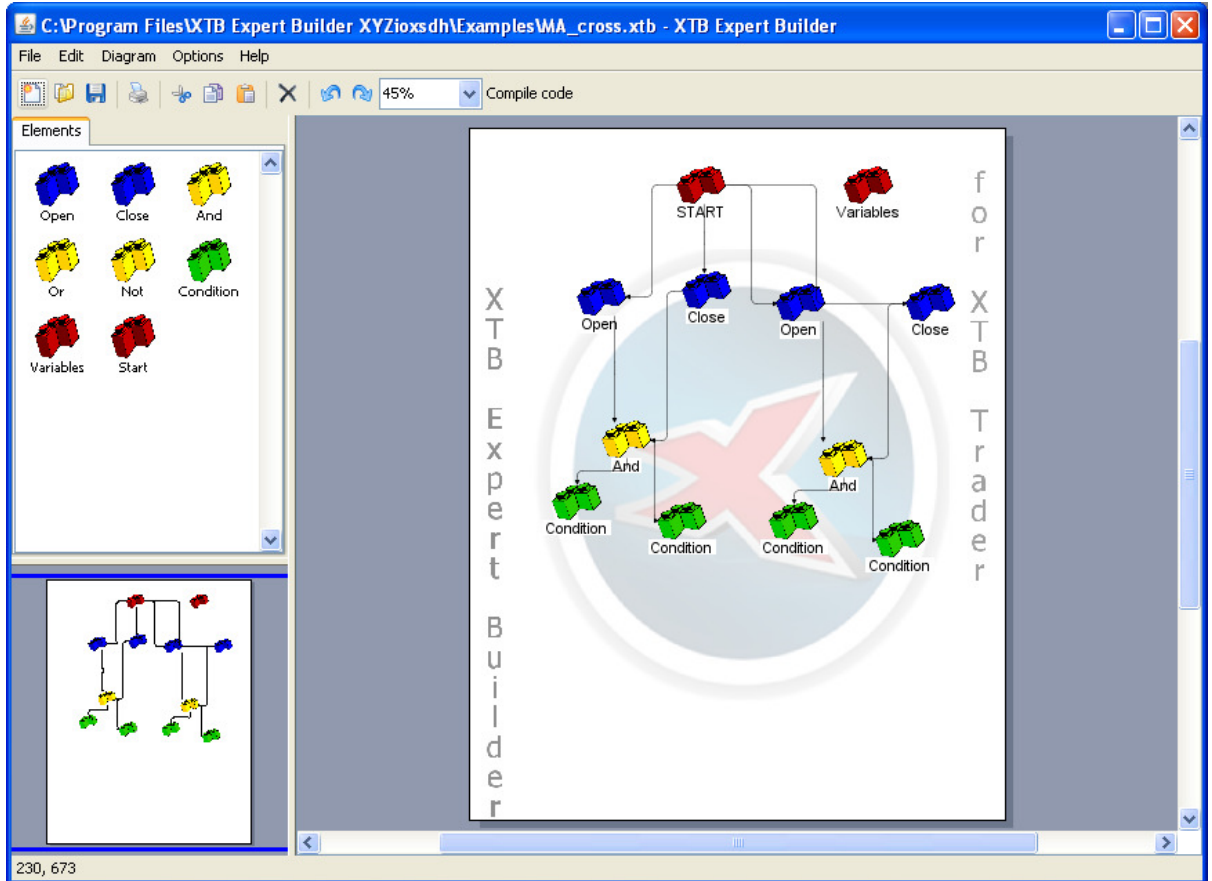 C:\Program Files\XTB Expert Builder XYZioxsdh\Examples\MA_cross.xtb - XTB Expert Builder
File Edit Diagram Options Help
45% Compile code
Elements
Open Close And
Or Not Condition
Variables Start
START Variables
Open Close Open Close
And And
Condition Condition Condition Condition
XTB Expert Builder
for XTB Trader
230, 673